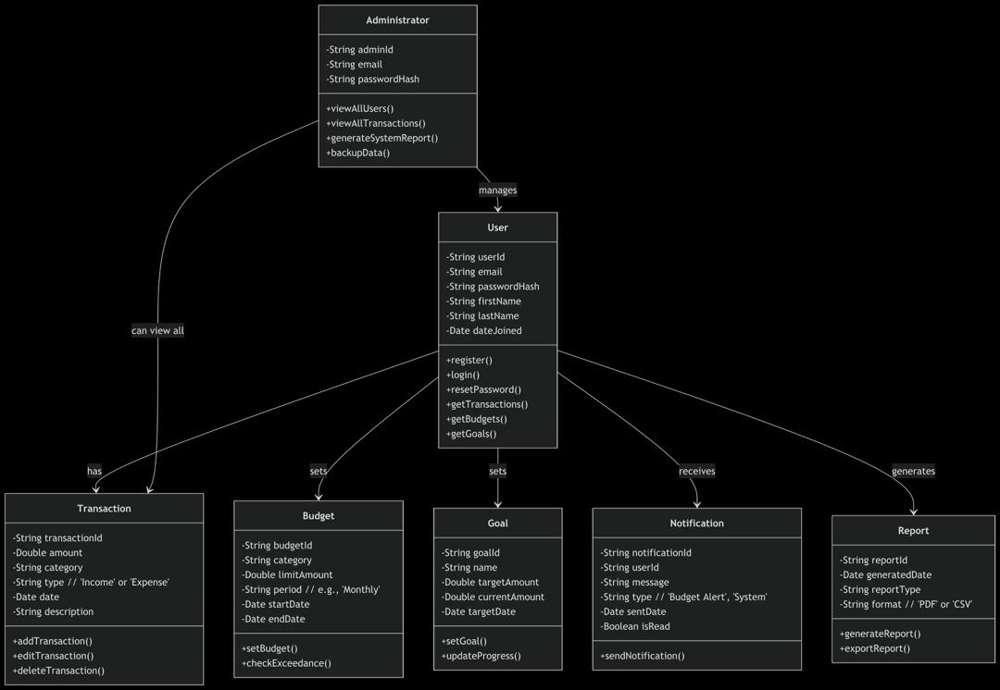 Administrator
-String adminId
-String email
-String passwordHash
+viewAllUsers()
+viewAllTransactions()
+generateSystemReport()
+backupData()
manages
User
-String userId
-String email
-String passwordHash
-String firstName
-String lastName
-Date dateJoined
+register()
+login()
+resetPassword()
+getTransactions()
+getBudgets()
+getGoals()
can view all
has
sets
sets
receives
generates
Transaction
-String transactionId
-Double amount
-String category
-String type // 'Income' or 'Expense'
-Date date
-String description
+addTransaction()
+editTransaction()
+deleteTransaction()
Budget
-String budgetId
-String category
-Double limitAmount
-String period // e.g., 'Monthly'
-Date startDate
-Date endDate
+setBudget()
+checkExceedance()
Goal
-String goalId
-String name
-Double targetAmount
-Double currentAmount
-Date targetDate
+setGoal()
+updateProgress()
Notification
-String notificationId
-String userId
-String message
-String type // 'Budget Alert', 'System'
-Date sentDate
-Boolean isRead
+sendNotification()
Report
-String reportId
-Date generatedDate
-String reportType
-String format // 'PDF' or 'CSV'
+generateReport()
+exportReport()